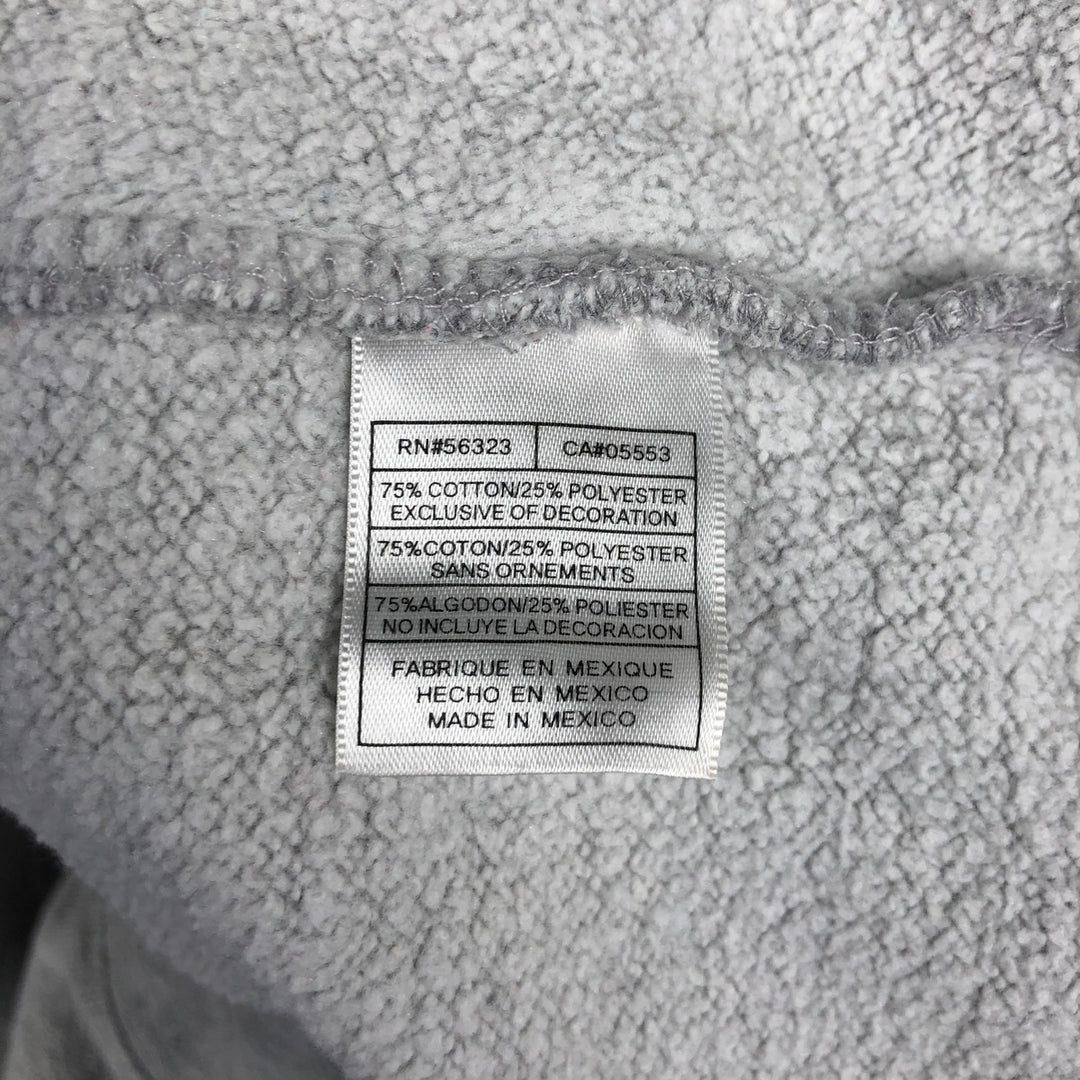 RN#56323 CA#05553
75% COTTON/25% POLYESTER
EXCLUSIVE OF DECORATION
75%COTON/25% POLYESTER
SANS ORNEMENTS
75%ALGODON/25% POLIESTER
NO INCLUYE LA DECORACION
FABRIQUE EN MEXIQUE
HECHO EN MEXICO
MADE IN MEXICO